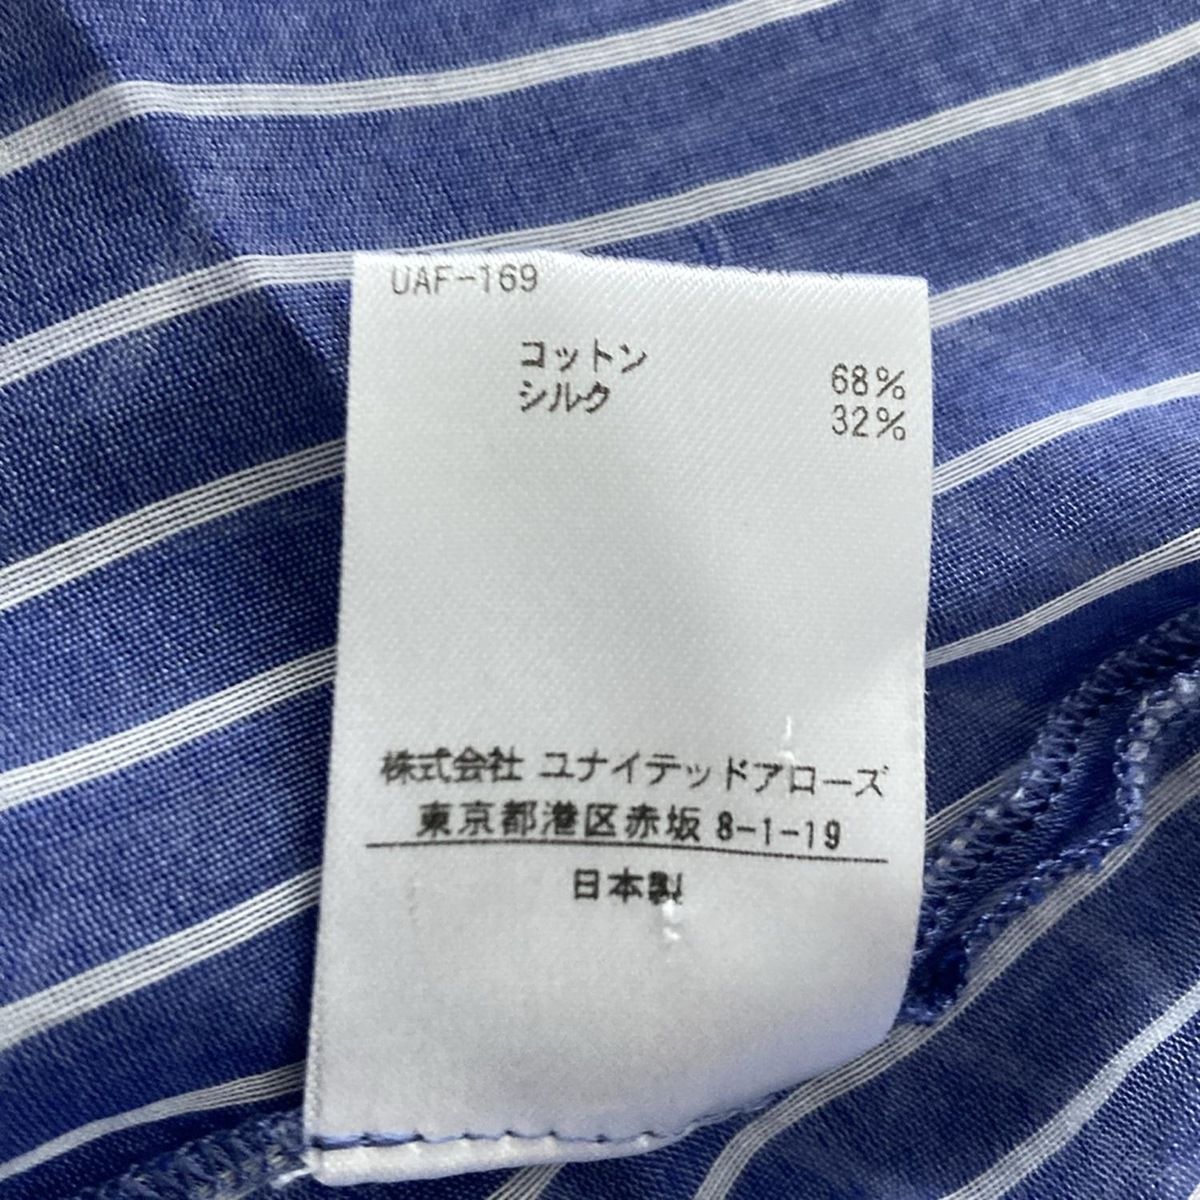 UAF-169
コットン 68%
シルク 32%
株式会社 ユナイテッドアローズ
東京都港区赤坂 8-1-19
日本製